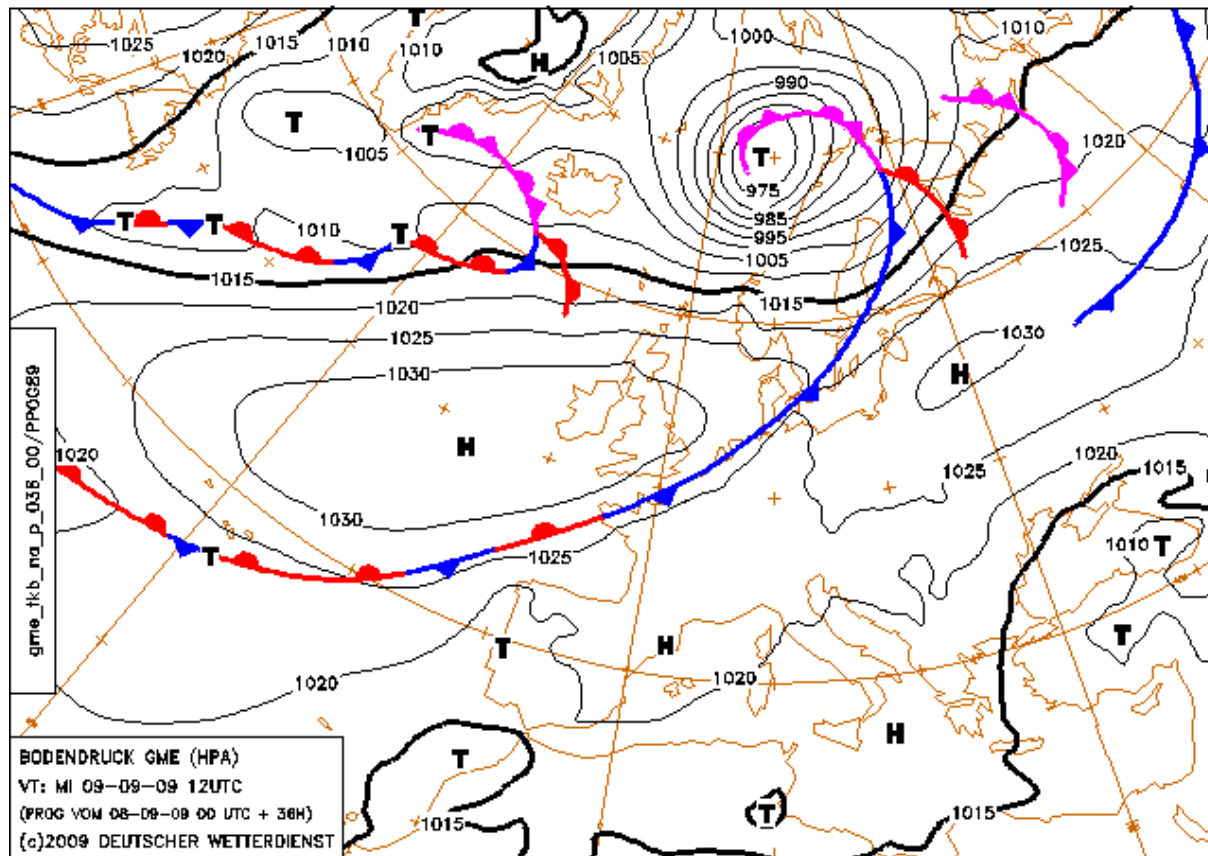 1025
1020
1015
T
1010
1010
H
1005
1000
990
1010
T
1005
T
T
975
985
995
1005
1015
1020
1025
T
T
1010
T
1015
1020
1025
1030
1030
H
H
1020
1030
1025
T
1025
1020
1015
1010
T
T
T
H
1020
1020
H
T
1015
T
1015
gme_tkb_na_p_036_00/PPOG89
BODENDRUCK GME (HPA)
VT: MI 09-09-09 12UTC
(PROG VOM 08-09-09 00 UTC + 36H)
(c)2009 DEUTSCHER WETTERDIENST